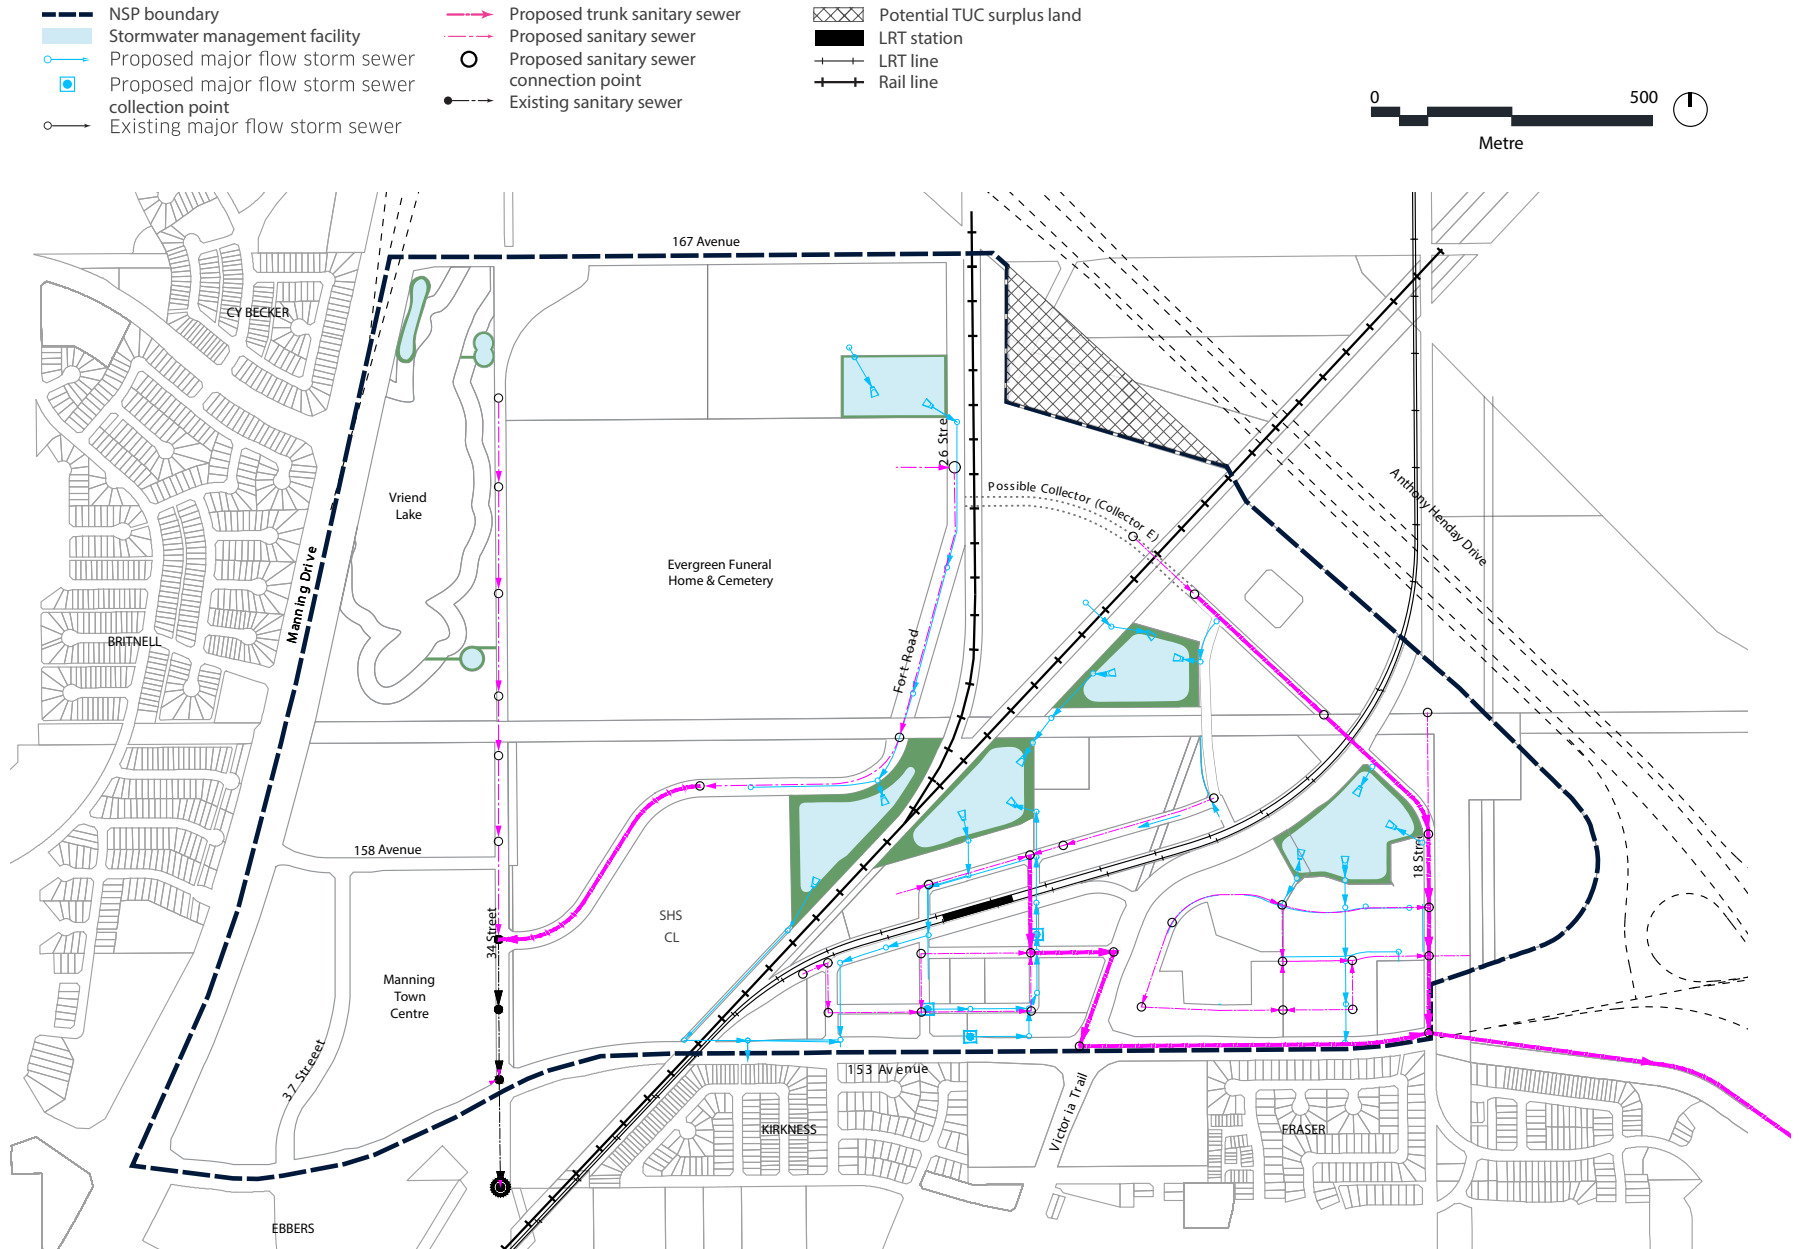 NSP boundary
Stormwater management facility
Proposed major flow storm sewer
Proposed major flow storm sewer
collection point
Existing major flow storm sewer
Proposed trunk sanitary sewer
Proposed sanitary sewer
Proposed sanitary sewer
connection point
Existing sanitary sewer
Potential TUC surplus land
LRT station
LRT line
Rail line
0 500
Metre
167 Avenue
CY BECKER
26 Stre
Vriend
Lake
Possible Collector (Collector E)
Anthony Henday Drive
Manning Drive
Evergreen Funeral
Home & Cemetery
BRITNELL
Fort Road
158 Avenue
18 Stre
34 Street
SHS
CL
Manning
Town
Centre
37 Streeet
153 Avenue
Victoria Trail
KIRKNESS
FRASER
EBBERS